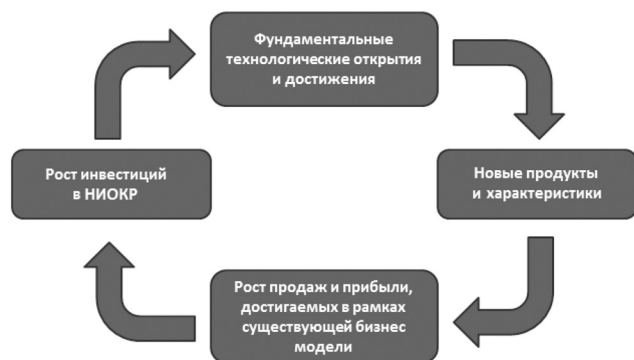 Фундаментальные
технологические открытия
и достижения
Рост инвестиций
в НИОКР
Новые продукты
и характеристики
Рост продаж и прибыли,
достигаемых в рамках
существующей бизнес
модели